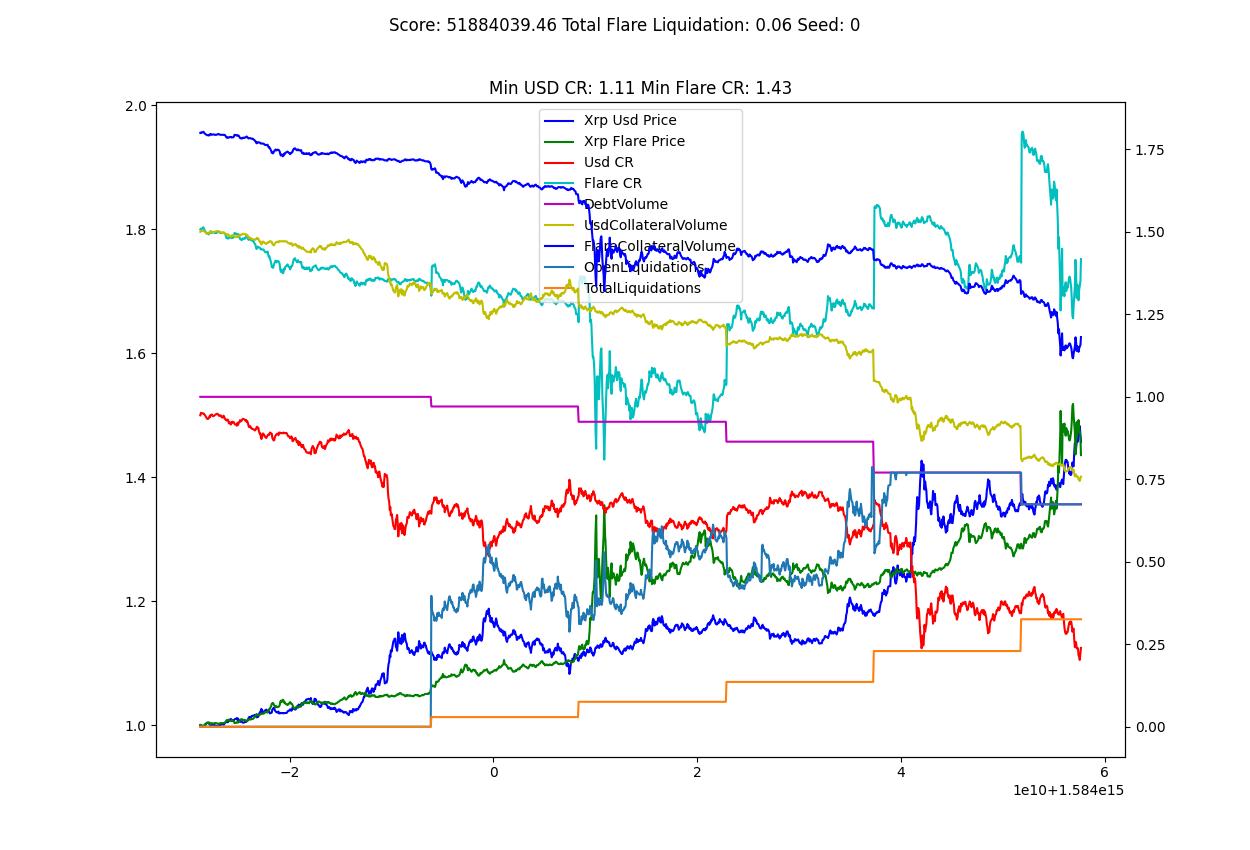 Score: 51884039.46 Total Flare Liquidation: 0.06 Seed: 0
Min USD CR: 1.11 Min Flare CR: 1.43
Xrp Usd Price
Xrp Flare Price
Usd CR
Flare CR
DebtVolume
UsdCollateralVolume
FlareCollateralVolume
OpenLiquidations
TotalLiquidations
2.0
1.8
1.6
1.4
1.2
1.0
1.75
1.50
1.25
1.00
0.75
0.50
0.25
0.00
−2
0
2
4
6
1e10+1.584e15